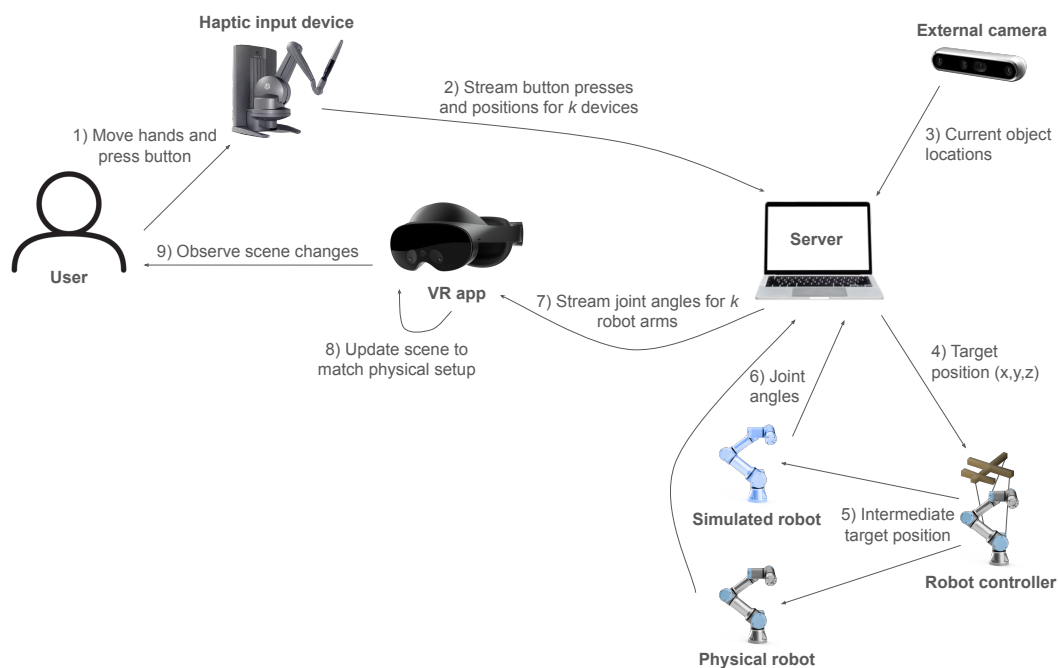 Haptic input device
External camera
2) Stream button presses
and positions for k devices
1) Move hands and
press button
3) Current object
locations
Server
9) Observe scene changes
User
VR app
7) Stream joint angles for k
robot arms
8) Update scene to
match physical setup
4) Target
position (x,y,z)
6) Joint
angles
Simulated robot
5) Intermediate
target position
Robot controller
Physical robot